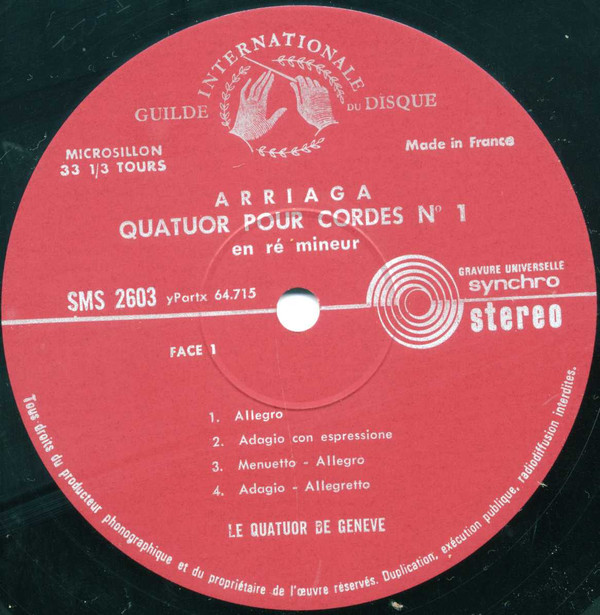 GUILDE INTERNATIONALE DU DISQUE
MICROSILLON
33 1/3 TOURS
Made in France
ARRIAGA
QUATUOR POUR CORDES Nº 1
en ré mineur
SMS 2603 yPartx 64.715
GRAVURE UNIVERSELLE
synchro
stereo
FACE 1
1. Allegro
2. Adagio con espressione
3. Menuetto - Allegro
4. Adagio - Allegretto
LE QUATUOR DE GENEVE
Tous droits du producteur phonographique et du propriétaire de l'œuvre réservés. Duplication, exécution publique, radiodiffusion interdites.